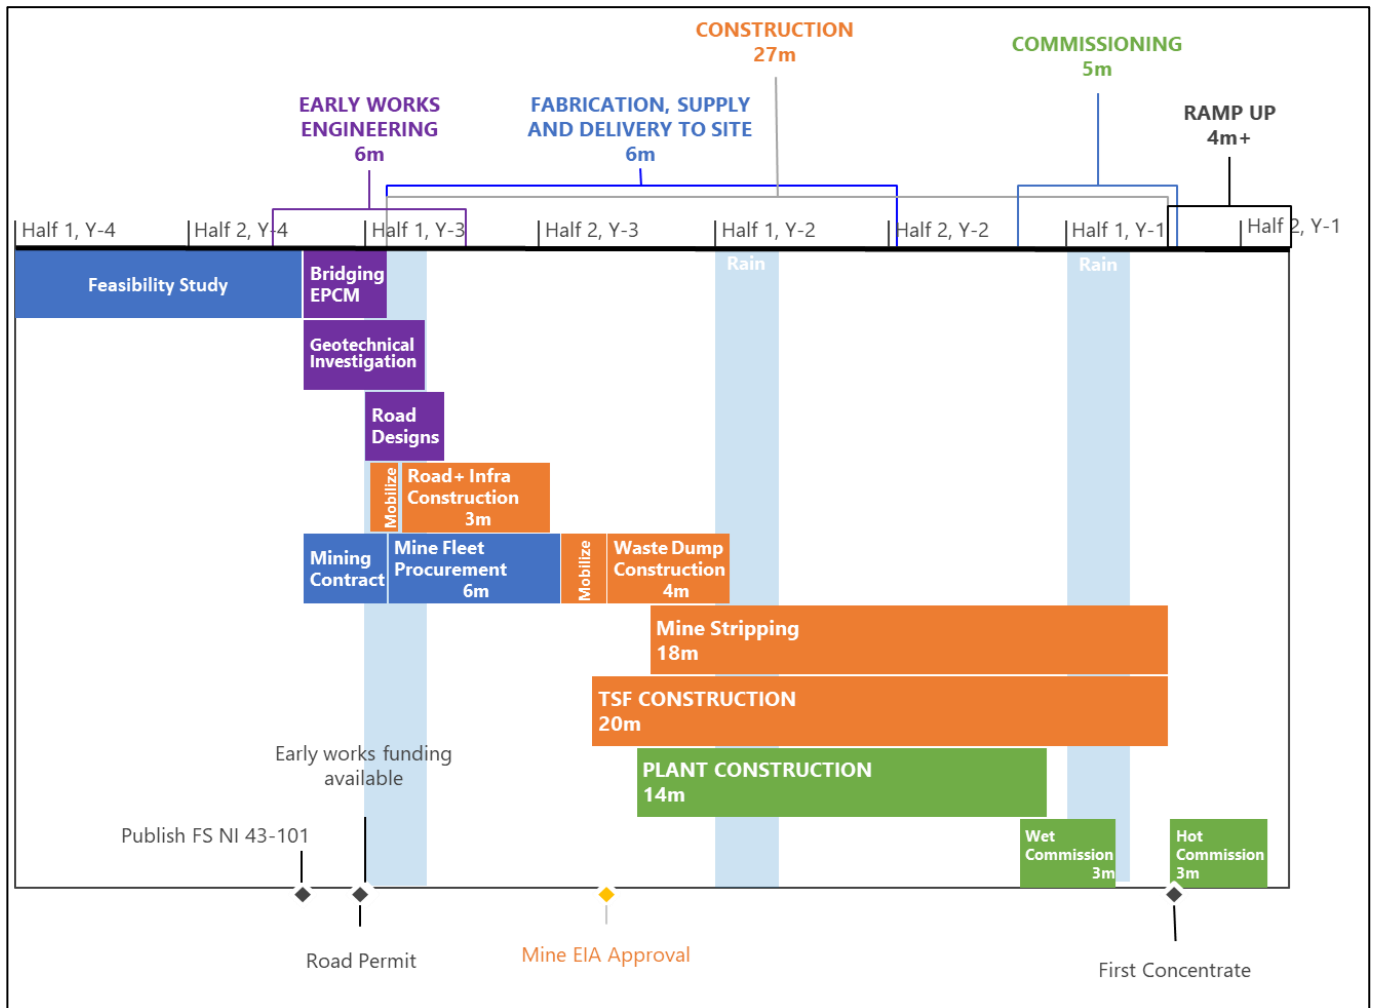 CONSTRUCTION
27m
COMMISSIONING
5m
EARLY WORKS
ENGINEERING
6m
FABRICATION, SUPPLY
AND DELIVERY TO SITE
6m
RAMP UP
4m+
Half 1, Y-4
Half 2, Y-4
Half 1, Y-3
Half 2, Y-3
Half 1, Y-2
Half 2, Y-2
Half 1, Y-1
Half 2, Y-1
Rain
Rain
Feasibility Study
Bridging
EPCM
Geotechnical
Investigation
Road
Designs
Mobilize
Road+ Infra
Construction
3m
Mining
Contract
Mine Fleet
Procurement
6m
Mobilize
Waste Dump
Construction
4m
Mine Stripping
18m
TSF CONSTRUCTION
20m
PLANT CONSTRUCTION
14m
Early works funding
available
Publish FS NI 43-101
Wet
Commission
3m
Hot
Commission
3m
Road Permit
Mine EIA Approval
First Concentrate